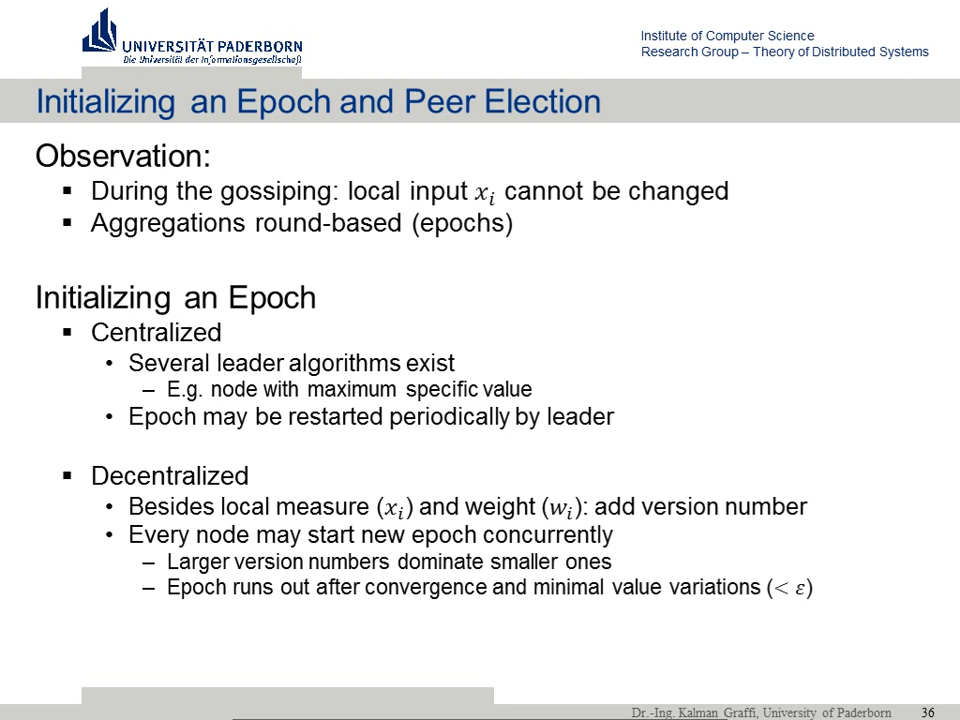 UNIVERSITÄT PADERBORN
Die Universität der Informationsgesellschaft
Institute of Computer Science
Research Group – Theory of Distributed Systems
Initializing an Epoch and Peer Election
Observation:
▪ During the gossiping: local input xᵢ cannot be changed
▪ Aggregations round-based (epochs)
Initializing an Epoch
▪ Centralized
• Several leader algorithms exist
– E.g. node with maximum specific value
• Epoch may be restarted periodically by leader
▪ Decentralized
• Besides local measure (xᵢ) and weight (wᵢ): add version number
• Every node may start new epoch concurrently
– Larger version numbers dominate smaller ones
– Epoch runs out after convergence and minimal value variations (< ε)
Dr.-Ing. Kalman Graffi, University of Paderborn 36